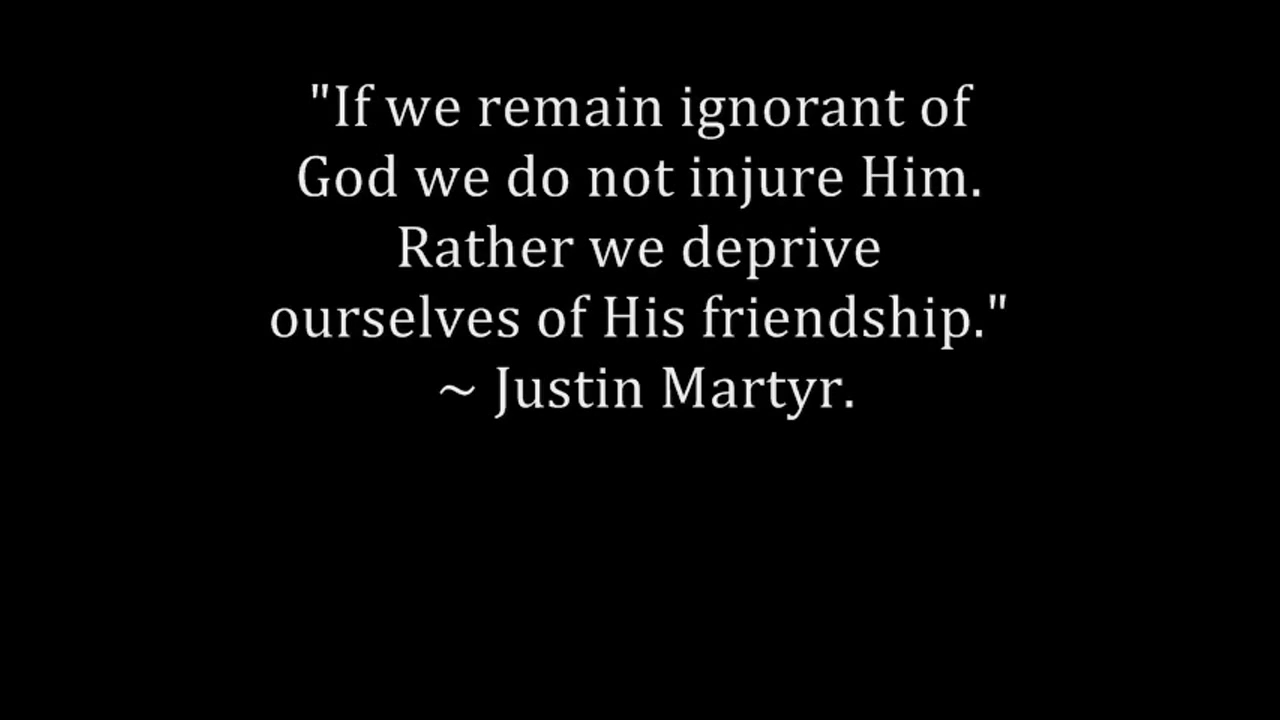 "If we remain ignorant of
God we do not injure Him.
Rather we deprive
ourselves of His friendship."
~ Justin Martyr.